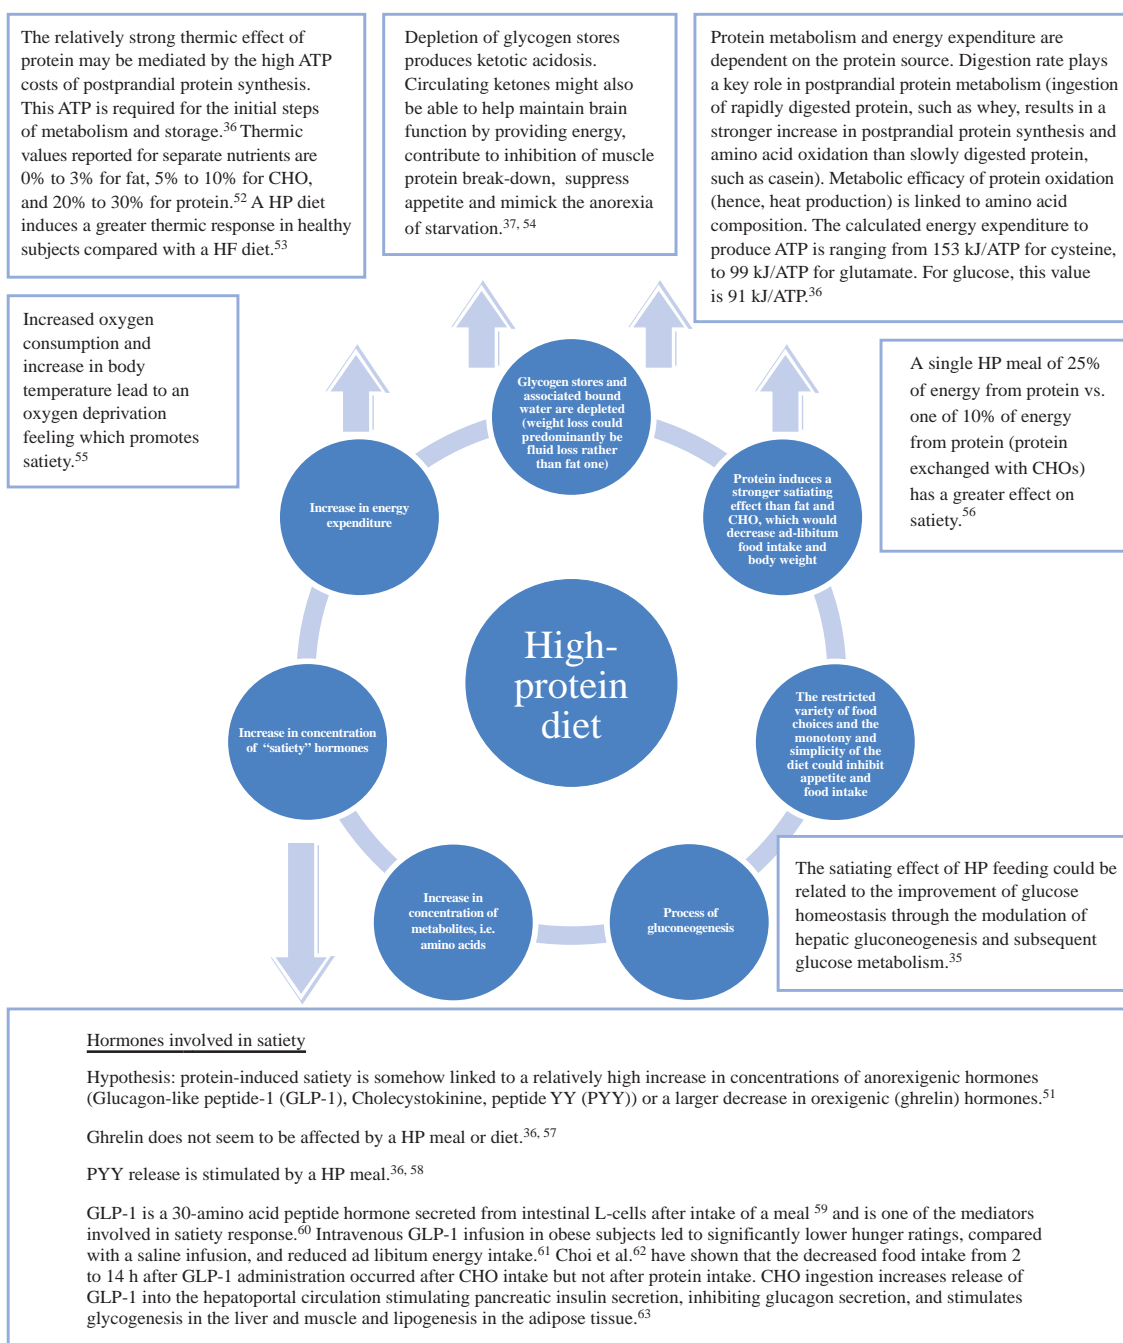 The relatively strong thermic effect of
protein may be mediated by the high ATP
costs of postprandial protein synthesis.
This ATP is required for the initial steps
of metabolism and storage.36 Thermic
values reported for separate nutrients are
0% to 3% for fat, 5% to 10% for CHO,
and 20% to 30% for protein.52 A HP diet
induces a greater thermic response in healthy
subjects compared with a HF diet.53
Depletion of glycogen stores
produces ketotic acidosis.
Circulating ketones might also
be able to help maintain brain
function by providing energy,
contribute to inhibition of muscle
protein break-down, suppress
appetite and mimick the anorexia
of starvation.37, 54
Protein metabolism and energy expenditure are
dependent on the protein source. Digestion rate plays
a key role in postprandial protein metabolism (ingestion
of rapidly digested protein, such as whey, results in a
stronger increase in postprandial protein synthesis and
amino acid oxidation than slowly digested protein,
such as casein). Metabolic efficacy of protein oxidation
(hence, heat production) is linked to amino acid
composition. The calculated energy expenditure to
produce ATP is ranging from 153 kJ/ATP for cysteine,
to 99 kJ/ATP for glutamate. For glucose, this value
is 91 kJ/ATP.36
Increased oxygen
consumption and
increase in body
temperature lead to an
oxygen deprivation
feeling which promotes
satiety.55
A single HP meal of 25%
of energy from protein vs.
one of 10% of energy
from protein (protein
exchanged with CHOs)
has a greater effect on
satiety.56
Glycogen stores and
associated bound
water are depleted
(weight loss could
predominantly be
fluid loss rather
than fat one)
Increase in energy
expenditure
Protein induces a
stronger satiating
effect than fat and
CHO, which would
decrease ad-libitum
food intake and
body weight
High-
protein
diet
Increase in concentration
of "satiety" hormones
The restricted
variety of food
choices and the
monotony and
simplicity of the
diet could inhibit
appetite and
food intake
Increase in
concentration of
metabolites, i.e.
amino acids
Process of
gluconeogenesis
The satiating effect of HP feeding could be
related to the improvement of glucose
homeostasis through the modulation of
hepatic gluconeogenesis and subsequent
glucose metabolism.35
Hormones involved in satiety
Hypothesis: protein-induced satiety is somehow linked to a relatively high increase in concentrations of anorexigenic hormones
(Glucagon-like peptide-1 (GLP-1), Cholecystokinine, peptide YY (PYY)) or a larger decrease in orexigenic (ghrelin) hormones.51
Ghrelin does not seem to be affected by a HP meal or diet.36, 57
PYY release is stimulated by a HP meal.36, 58
GLP-1 is a 30-amino acid peptide hormone secreted from intestinal L-cells after intake of a meal 59 and is one of the mediators
involved in satiety response.60 Intravenous GLP-1 infusion in obese subjects led to significantly lower hunger ratings, compared
with a saline infusion, and reduced ad libitum energy intake.61 Choi et al.62 have shown that the decreased food intake from 2
to 14 h after GLP-1 administration occurred after CHO intake but not after protein intake. CHO ingestion increases release of
GLP-1 into the hepatoportal circulation stimulating pancreatic insulin secretion, inhibiting glucagon secretion, and stimulates
glycogenesis in the liver and muscle and lipogenesis in the adipose tissue.63